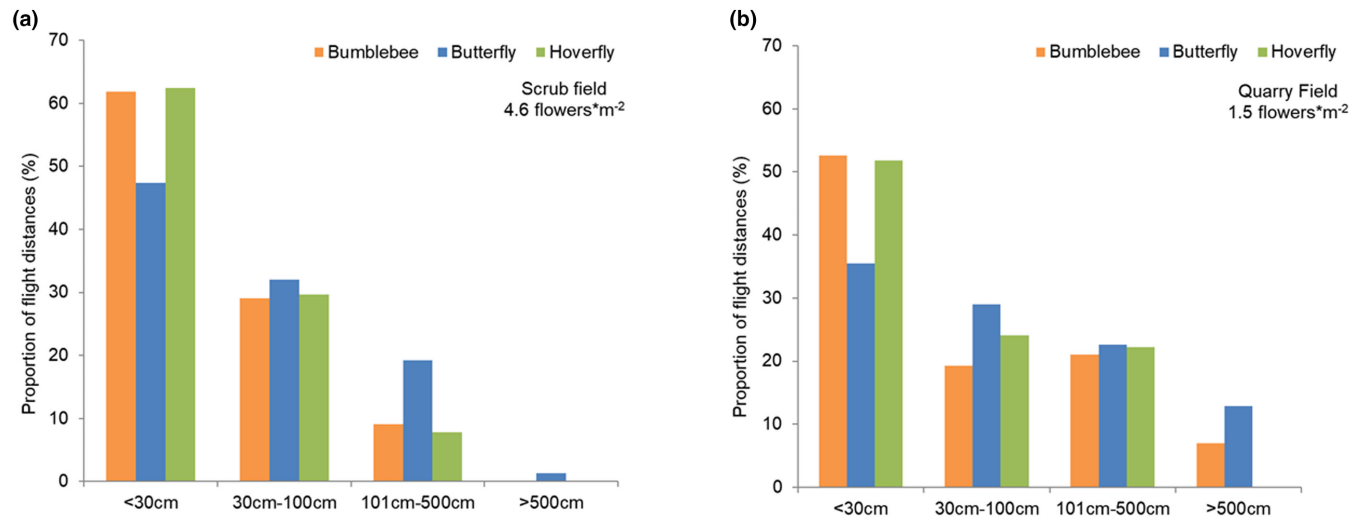 (a)
70
60
50
40
30
20
10
0
Proportion of flight distances (%)
Bumblebee Butterfly Hoverfly
Scrub field
4.6 flowers*m-2
<30cm 30cm-100cm 101cm-500cm >500cm
(b)
70
60
50
40
30
20
10
0
Proportion of flight distances (%)
Bumblebee Butterfly Hoverfly
Quarry Field
1.5 flowers*m-2
<30cm 30cm-100cm 101cm-500cm >500cm